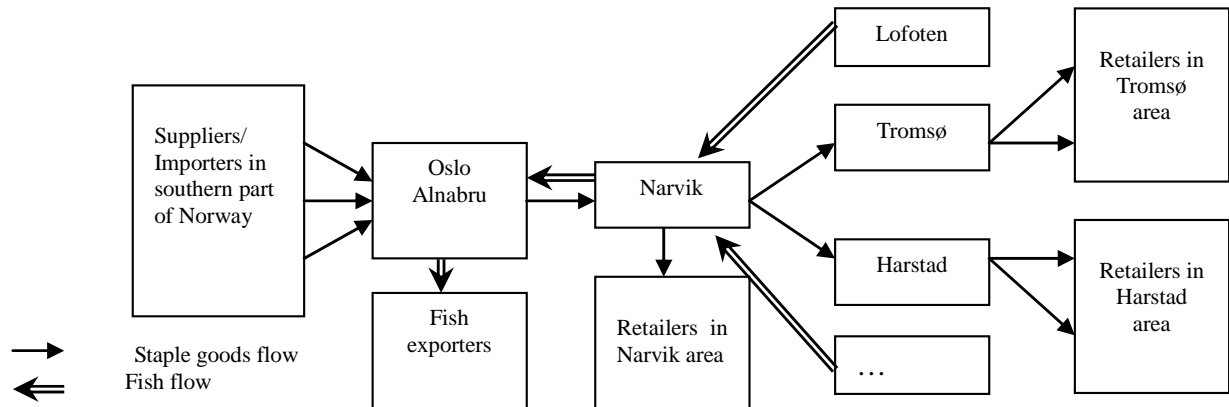 Suppliers/
Importers in
southern part
of Norway
Oslo
Alnabru
Fish
exporters
Narvik
Retailers in
Narvik area
Lofoten
Tromsø
Harstad
…
Retailers in
Tromsø
area
Retailers in
Harstad
area
Staple goods flow
Fish flow